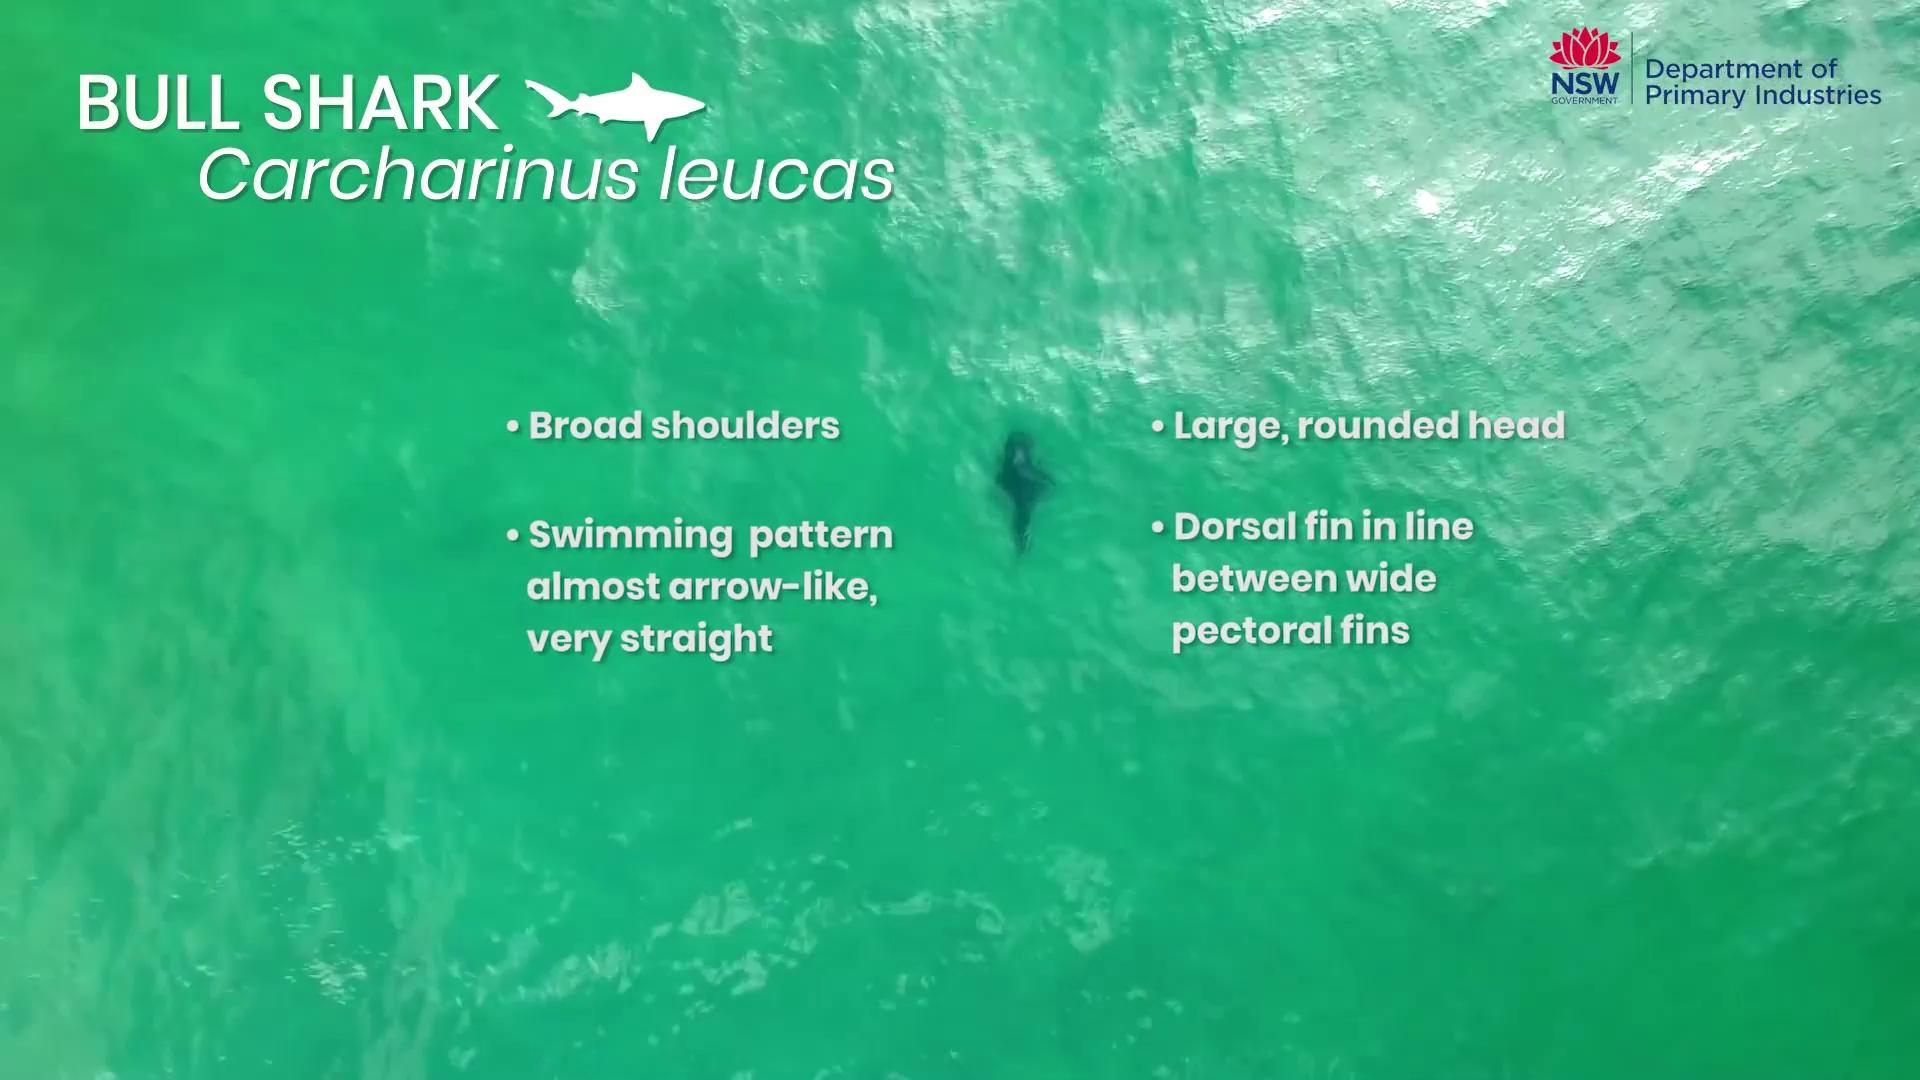 BULL SHARK
Carcharinus leucas
NSW
GOVERNMENT
Department of
Primary Industries
• Broad shoulders
• Swimming pattern
almost arrow-like,
very straight
• Large, rounded head
• Dorsal fin in line
between wide
pectoral fins